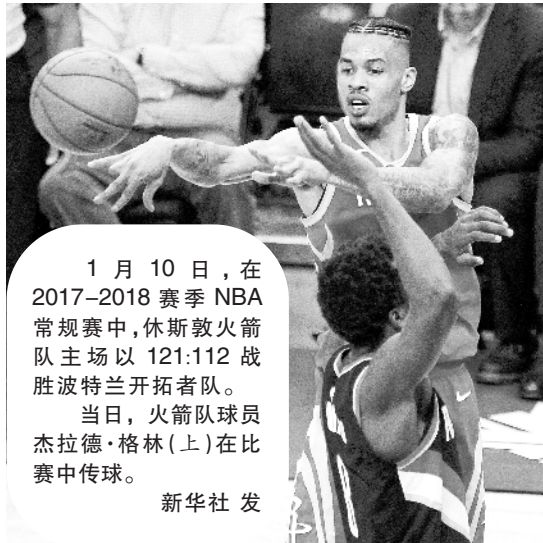 1 月 10 日，在
2017–2018 赛季 NBA
常规赛中，休斯敦火箭
队主场以 121:112 战
胜波特兰开拓者队。
当日，火箭队球员
杰拉德·格林（上）在比
赛中传球。
新华社 发